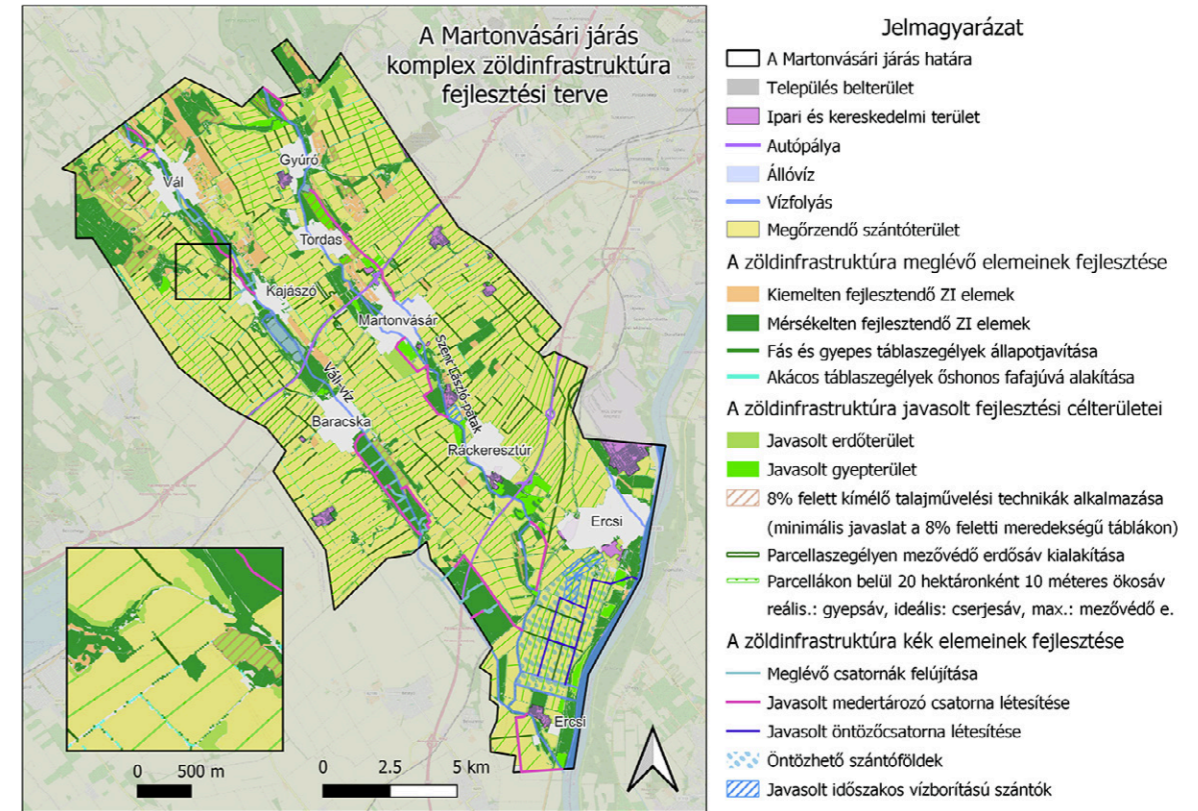 A Martonvásári járás
komplex zöldinfrastruktúra
fejlesztési terve
Gyúró
Vál
Tordas
Kajászó
Martonvásár
Szent László-patak
Váli-víz
Baracska
Ráckeresztúr
Ercsi
Ercsi
0 500 m
0 2.5 5 km
Jelmagyarázat
A Martonvásári járás határa
Település belterület
Ipari és kereskedelmi terület
Autópálya
Állóvíz
Vízfolyás
Megőrzendő szántóterület
A zöldinfrastruktúra meglévő elemeinek fejlesztése
Kiemelten fejlesztendő ZI elemek
Mérsékelten fejlesztendő ZI elemek
Fás és gyepes táblaszegélyek állapotjavítása
Akácos táblaszegélyek őshonos fafajúvá alakítása
A zöldinfrastruktúra javasolt fejlesztési célterületei
Javasolt erdőterület
Javasolt gyepterület
8% felett kímélő talajművelési technikák alkalmazása
(minimális javaslat a 8% feletti meredekségű táblákon)
Parcellaszegélyen mezővédő erdősáv kialakítása
Parcellákon belül 20 hektáronként 10 méteres ökosáv
reális.: gyepsáv, ideális: cserjesáv, max.: mezővédő e.
A zöldinfrastruktúra kék elemeinek fejlesztése
Meglévő csatornák felújítása
Javasolt medertározó csatorna létesítése
Javasolt öntözőcsatorna létesítése
Öntözhető szántóföldek
Javasolt időszakos vízborítású szántók